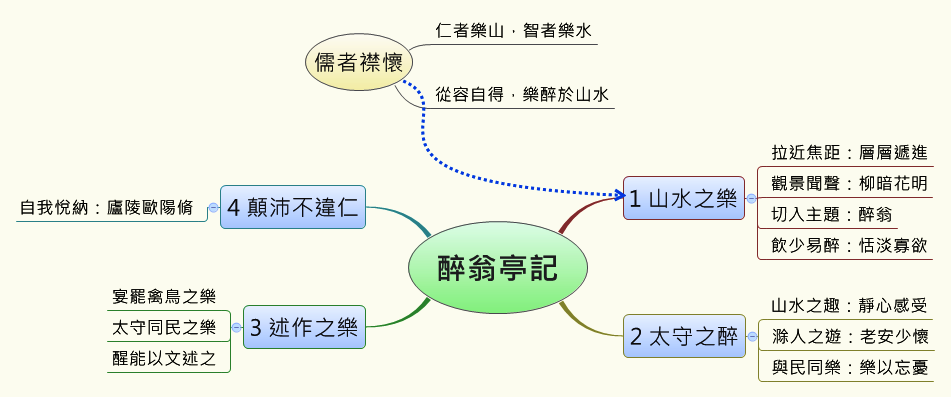 儒者襟懷
仁者樂山，智者樂水
從容自得，樂醉於山水
醉翁亭記
1 山水之樂
拉近焦距：層層遞進
觀景聞聲：柳暗花明
切入主題：醉翁
飲少易醉：恬淡寡欲
2 太守之醉
山水之趣：靜心感受
滁人之遊：老安少懷
與民同樂：樂以忘憂
3 述作之樂
宴罷禽鳥之樂
太守同民之樂
醒能以文述之
4 顛沛不違仁
自我悅納：廬陵歐陽脩